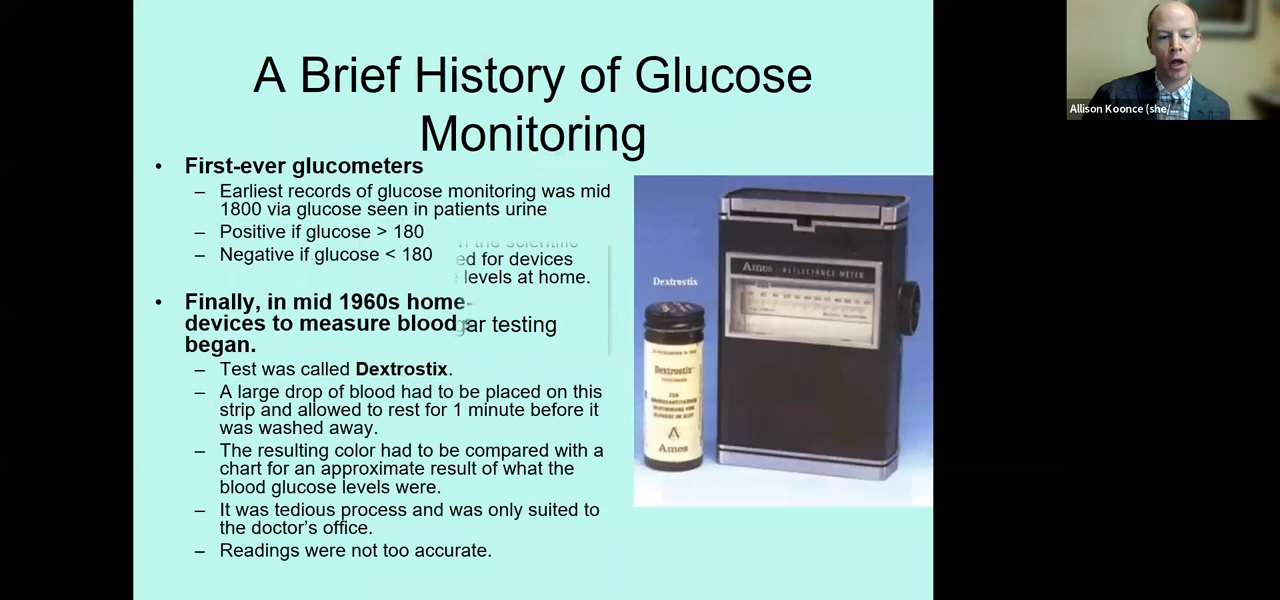 A Brief History of Glucose
Monitoring
• First-ever glucometers
– Earliest records of glucose monitoring was mid
1800 via glucose seen in patients urine
– Positive if glucose > 180
– Negative if glucose < 180
ed for devices
levels at home.
• Finally, in mid 1960s home-
devices to measure blood
ar testing
began.
– Test was called Dextrostix.
– A large drop of blood had to be placed on this
strip and allowed to rest for 1 minute before it
was washed away.
– The resulting color had to be compared with a
chart for an approximate result of what the
blood glucose levels were.
– It was tedious process and was only suited to
the doctor's office.
– Readings were not too accurate.
Dextrostix
Dextrostix
Ames
Ames REFLECTANCE METER
Allison Koonce (she/...